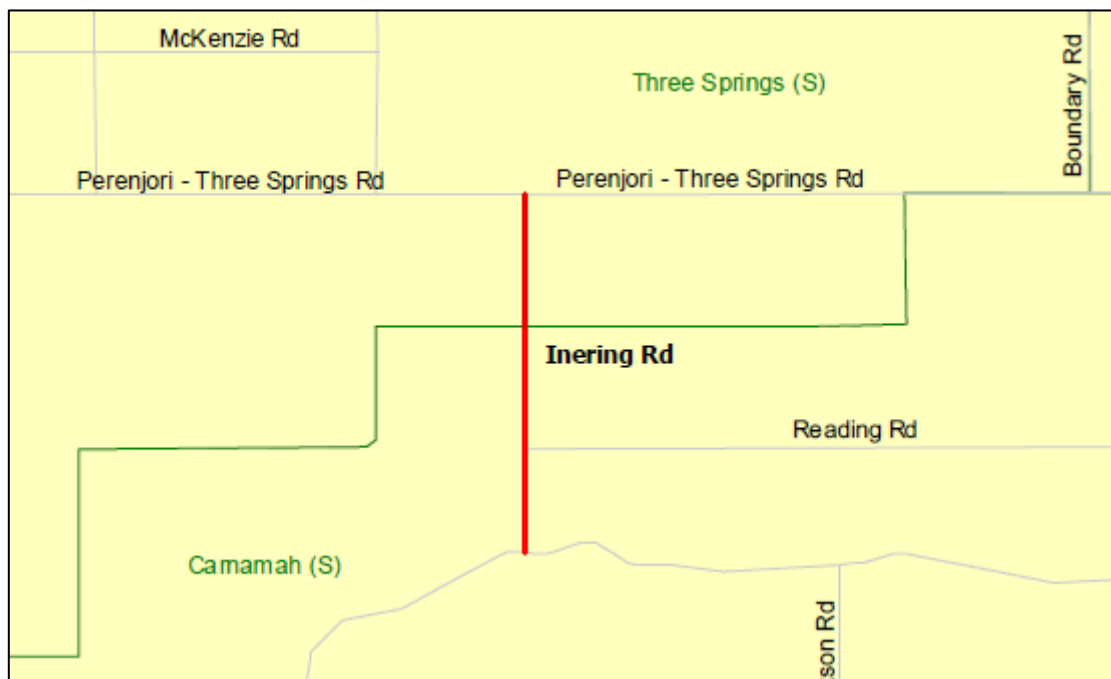 McKenzie Rd
Three Springs (S)
Boundary Rd
Perenjori - Three Springs Rd
Perenjori - Three Springs Rd
Inering Rd
Reading Rd
Carnamah (S)
son Rd